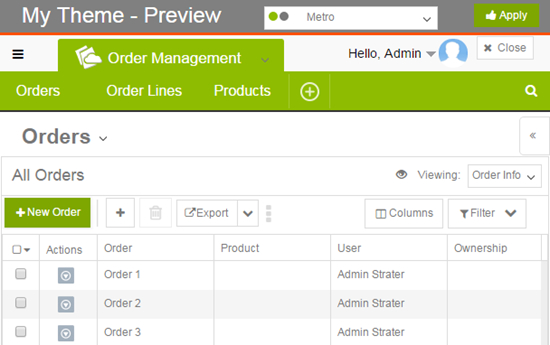 My Theme - Preview Metro Apply
Order Management Hello, Admin Close
Orders Order Lines Products
Orders
All Orders Viewing: Order Info
New Order Export Columns Filter
Actions Order Product User Ownership
Order 1 Admin Strater
Order 2 Admin Strater
Order 3 Admin Strater